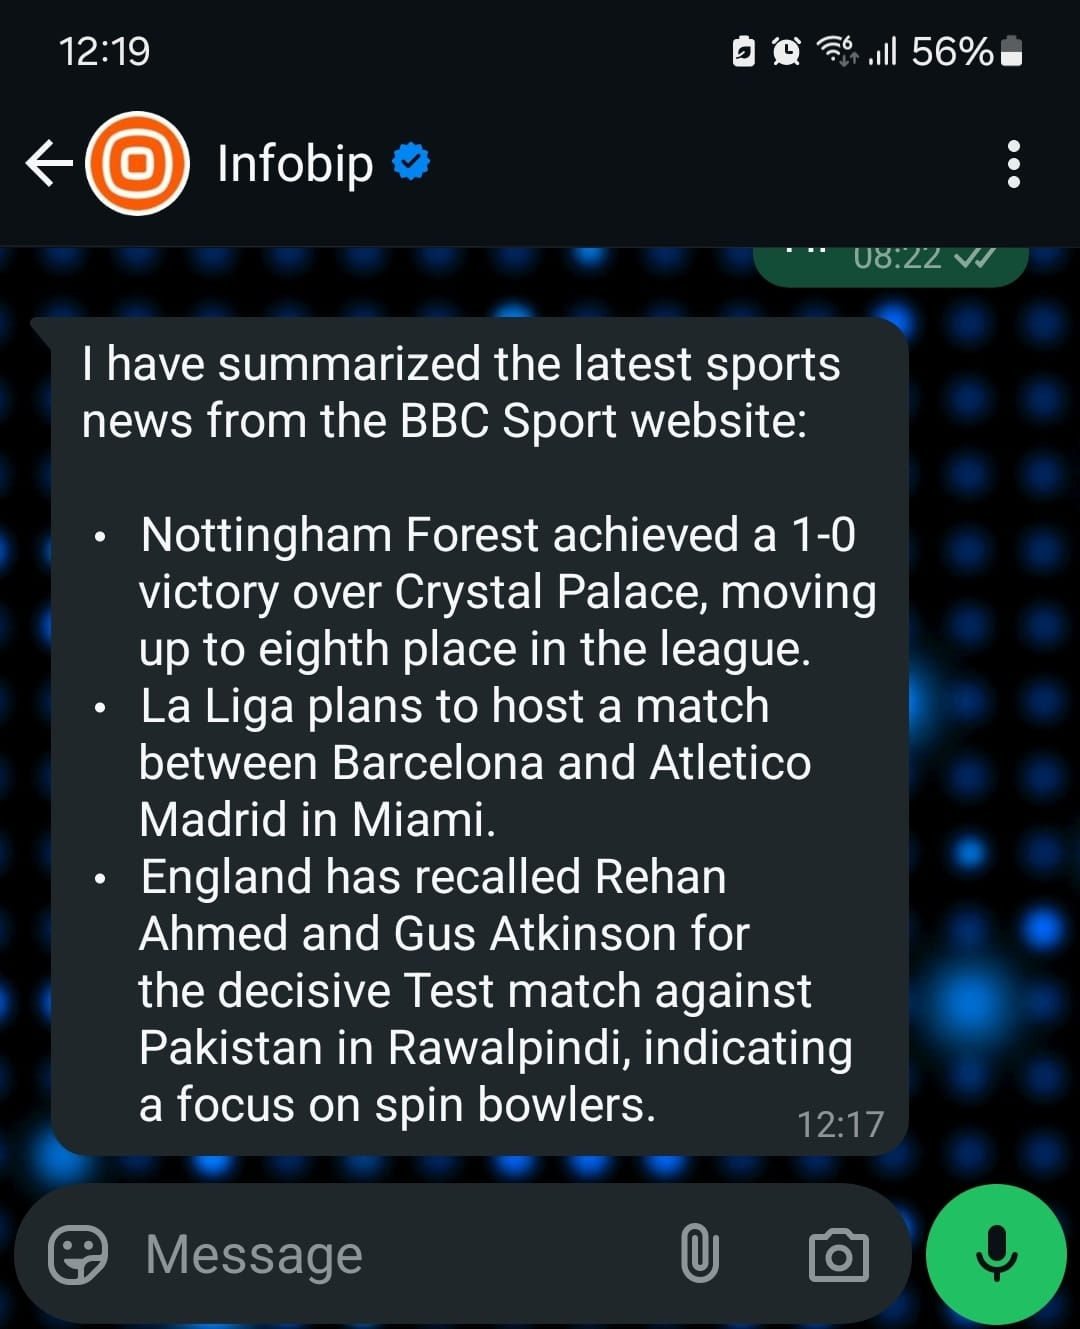 12:19
56%
Infobip
08:22
I have summarized the latest sports
news from the BBC Sport website:
• Nottingham Forest achieved a 1-0
victory over Crystal Palace, moving
up to eighth place in the league.
• La Liga plans to host a match
between Barcelona and Atletico
Madrid in Miami.
• England has recalled Rehan
Ahmed and Gus Atkinson for
the decisive Test match against
Pakistan in Rawalpindi, indicating
a focus on spin bowlers.
12:17
Message